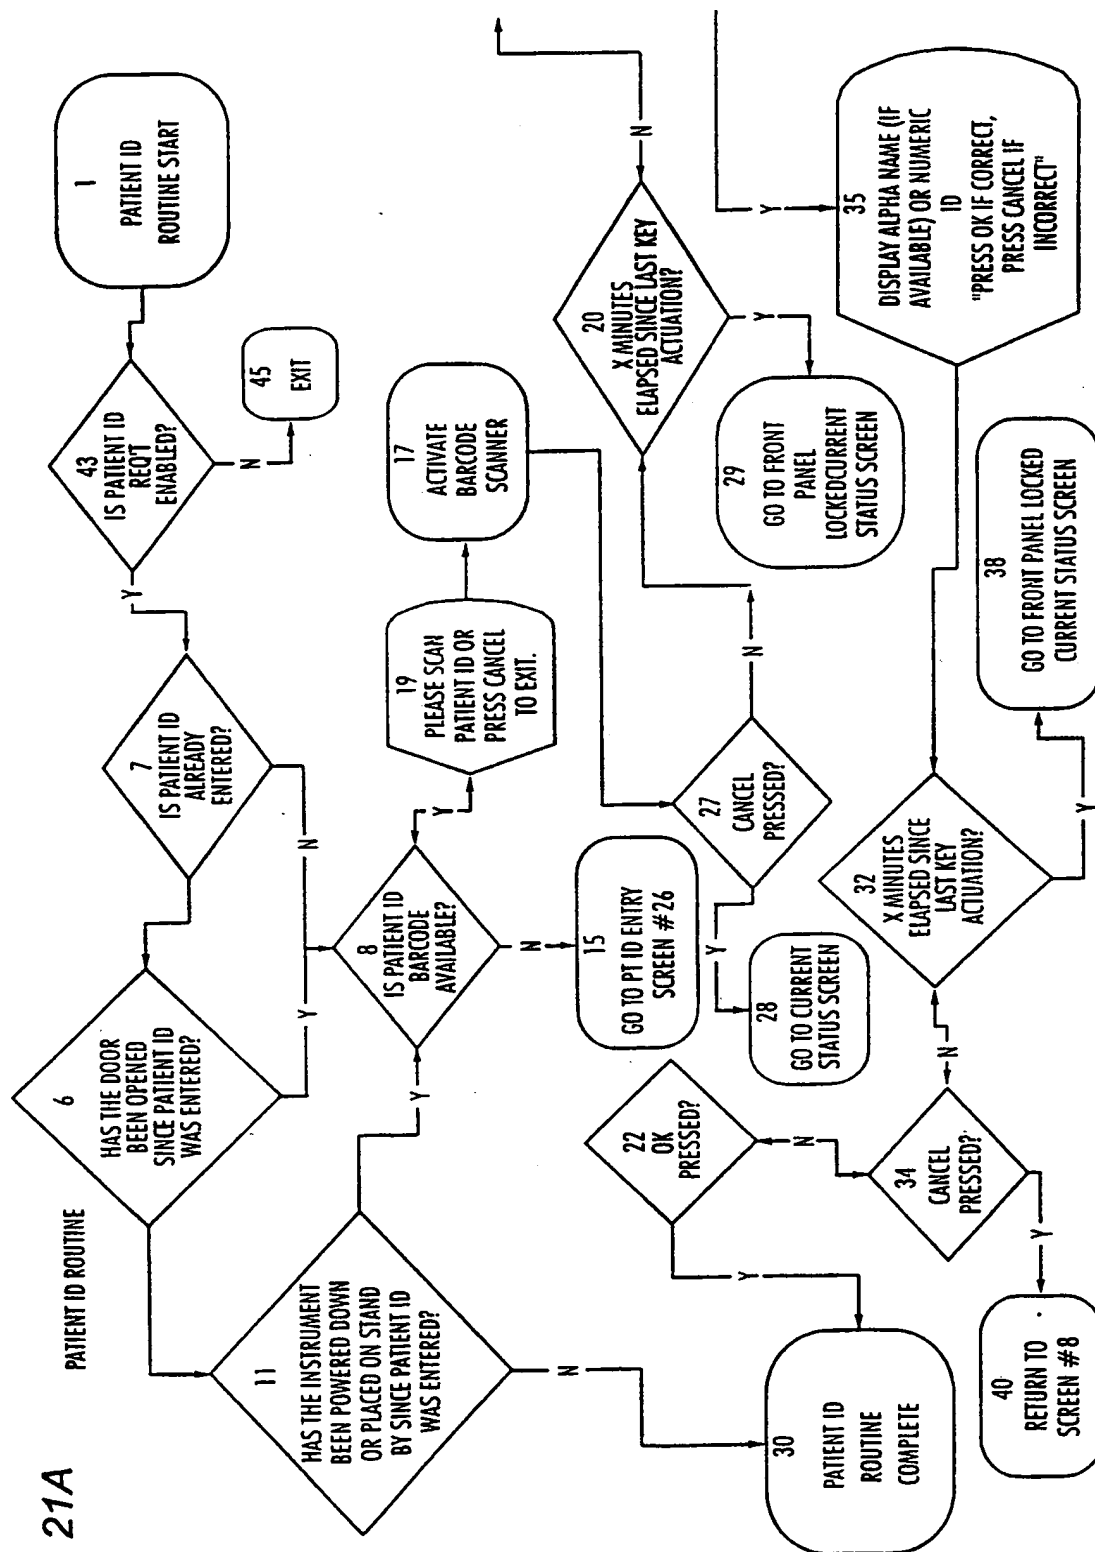 21A
PATIENT ID ROUTINE
1
PATIENT ID
ROUTINE START
43
IS PATIENT ID
REQ'T
ENABLED?
N
45
EXIT
Y
7
IS PATIENT ID
ALREADY
ENTERED?
N
6
HAS THE DOOR
BEEN OPENED
SINCE PATIENT ID
WAS ENTERED?
Y
11
HAS THE INSTRUMENT
BEEN POWERED DOWN
OR PLACED ON STAND
BY SINCE PATIENT ID
WAS ENTERED?
Y
N
8
IS PATIENT ID
BARCODE
AVAILABLE?
Y
N
19
PLEASE SCAN
PATIENT ID OR
PRESS CANCEL
TO EXIT.
17
ACTIVATE
BARCODE
SCANNER
15
GO TO PT ID ENTRY
SCREEN #26
27
CANCEL
PRESSED?
N
Y
28
GO TO CURRENT
STATUS SCREEN
20
X MINUTES
ELAPSED SINCE LAST KEY
ACTUATION?
N
Y
29
GO TO FRONT
PANEL
LOCKEDCURRENT
STATUS SCREEN
Y
35
DISPLAY ALPHA NAME (IF
AVAILABLE) OR NUMERIC
ID
"PRESS OK IF CORRECT,
PRESS CANCEL IF
INCORRECT"
32
X MINUTES
ELAPSED SINCE
LAST KEY
ACTUATION?
Y
38
GO TO FRONT PANEL LOCKED
CURRENT STATUS SCREEN
N
34
CANCEL
PRESSED?
Y
40
RETURN TO
SCREEN #8
N
22
OK
PRESSED?
Y
30
PATIENT ID
ROUTINE
COMPLETE